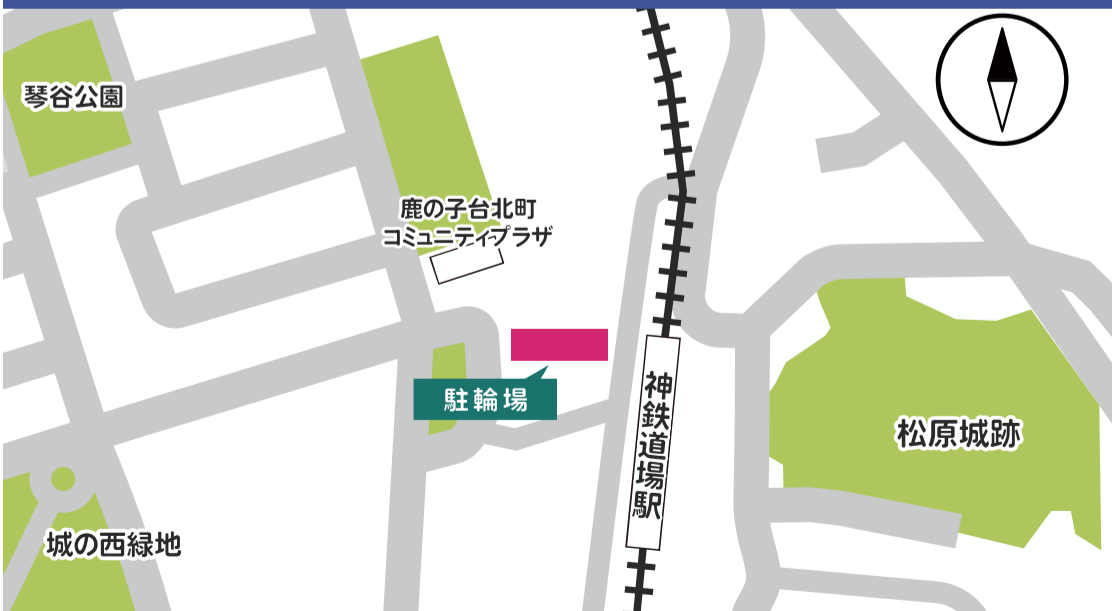 琴谷公園
鹿の子台北町
コミュニティプラザ
駐輪場
神鉄道場駅
松原城跡
城の西緑地